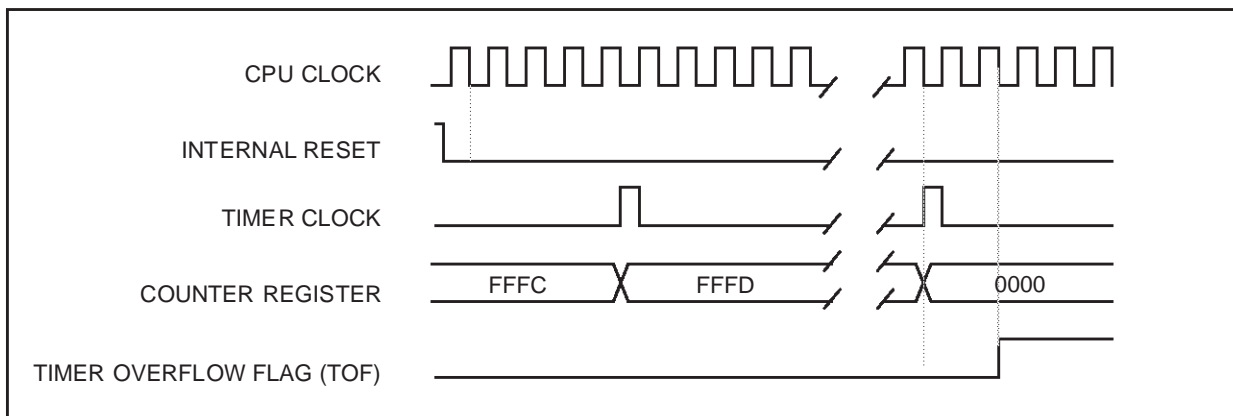 CPU CLOCK
INTERNAL RESET
TIMER CLOCK
COUNTER REGISTER
FFFC
FFFD
0000
TIMER OVERFLOW FLAG (TOF)